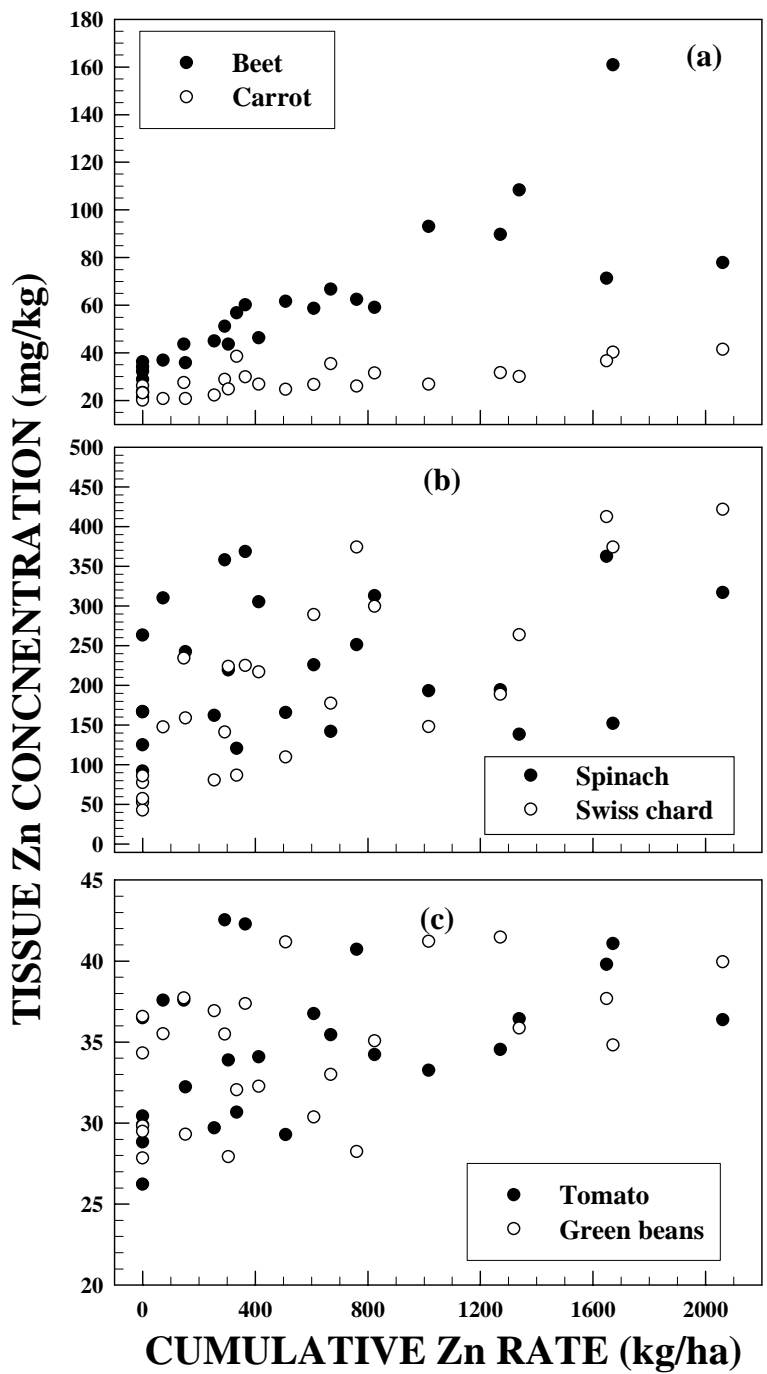 180
160
140
120
100
80
60
40
20
Beet
Carrot
(a)
500
450
400
350
300
250
200
150
100
50
0
(b)
Spinach
Swiss chard
45
40
35
30
25
20
(c)
Tomato
Green beans
0 400 800 1200 1600 2000
CUMULATIVE Zn RATE (kg/ha)
TISSUE Zn CONCNENTRATION (mg/kg)